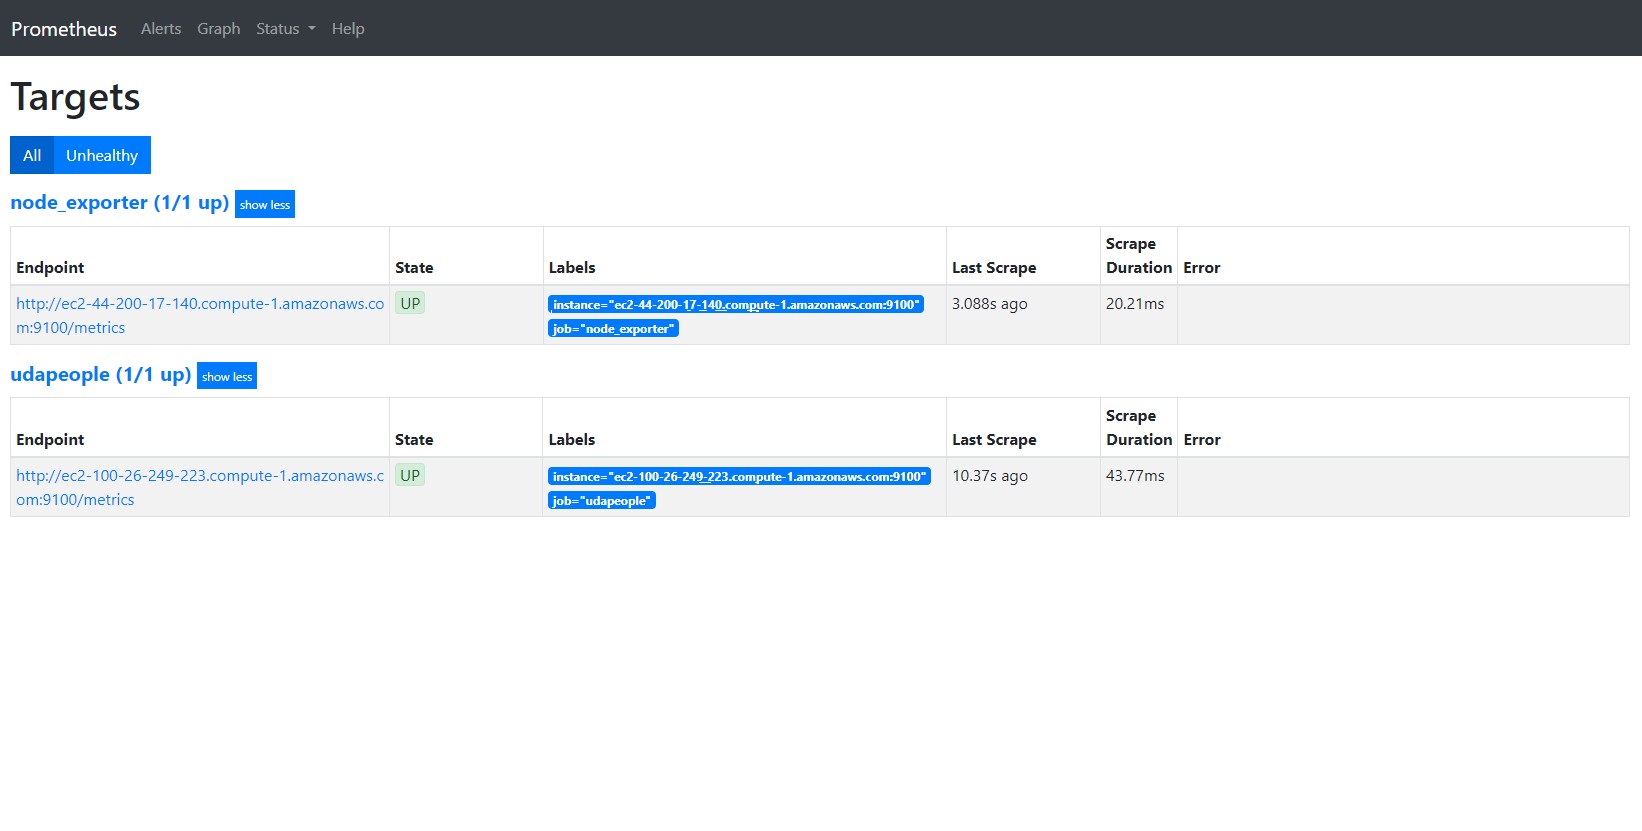 Prometheus Alerts Graph Status Help
Targets
All Unhealthy
node_exporter (1/1 up) show less
Endpoint State Labels Last Scrape Scrape Duration Error
http://ec2-44-200-17-140.compute-1.amazonaws.co
m:9100/metrics
UP
instance="ec2-44-200-17-140.compute-1.amazonaws.com:9100"
job="node_exporter"
3.088s ago
20.21ms
udapeople (1/1 up) show less
Endpoint State Labels Last Scrape Scrape Duration Error
http://ec2-100-26-249-223.compute-1.amazonaws.c
om:9100/metrics
UP
instance="ec2-100-26-249-223.compute-1.amazonaws.com:9100"
job="udapeople"
10.37s ago
43.77ms